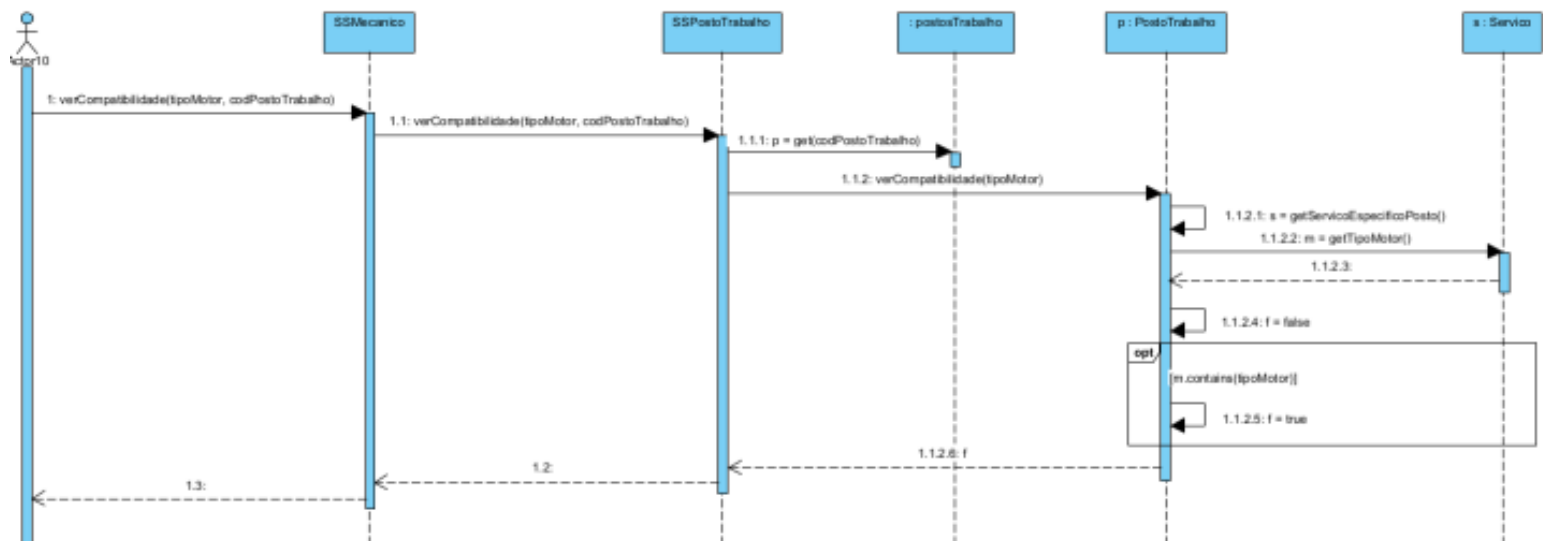 SSMecanico
SSPostoTrabalho
: postosTrabalho
p : PostoTrabalho
s : Servico
Actor10
1: verCompatibilidade(tipoMotor, codPostoTrabalho)
1.1: verCompatibilidade(tipoMotor, codPostoTrabalho)
1.1.1: p = get(codPostoTrabalho)
1.1.2: verCompatibilidade(tipoMotor)
1.1.2.1: s = getServicoEspecificoPosto()
1.1.2.2: m = getTipoMotor()
1.1.2.3:
1.1.2.4: f = false
opt
[m.contains(tipoMotor)]
1.1.2.5: f = true
1.1.2.6: f
1.2:
1.3: